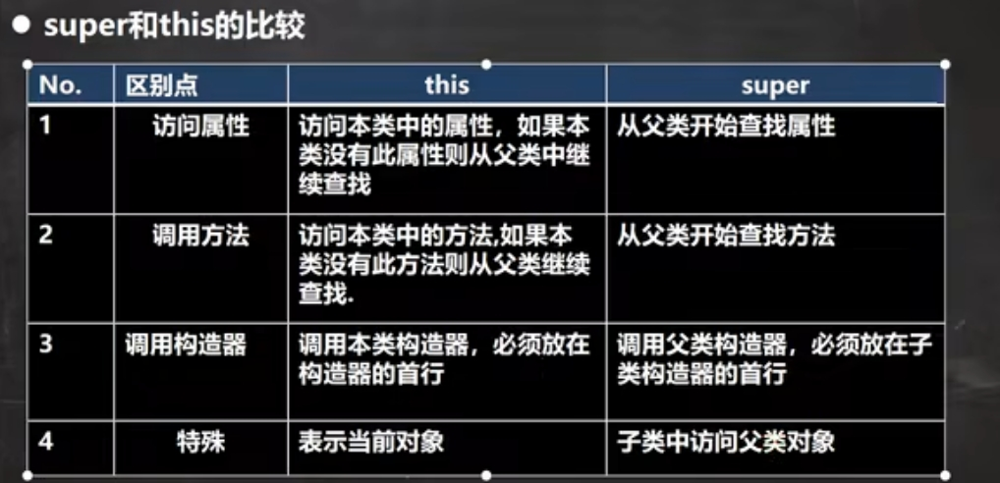 ● super和this的比较
No. 区别点 this super
1 访问属性 访问本类中的属性，如果本 从父类开始查找属性
类没有此属性则从父类中继
续查找
2 调用方法 访问本类中的方法,如果本 从父类开始查找方法
类没有此方法则从父类继续
查找.
3 调用构造器 调用本类构造器，必须放在 调用父类构造器，必须放在子
构造器的首行 类构造器的首行
4 特殊 表示当前对象 子类中访问父类对象